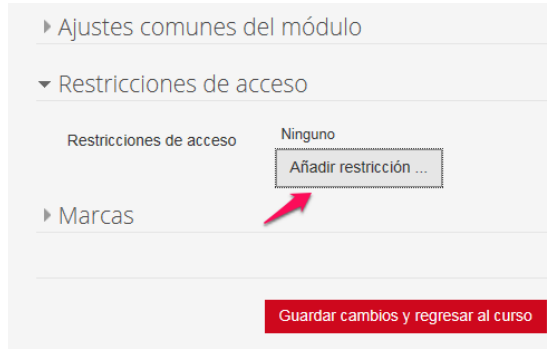 Ajustes comunes del módulo
Restricciones de acceso
Restricciones de acceso
Ninguno
Añadir restricción ...
Marcas
Guardar cambios y regresar al curso